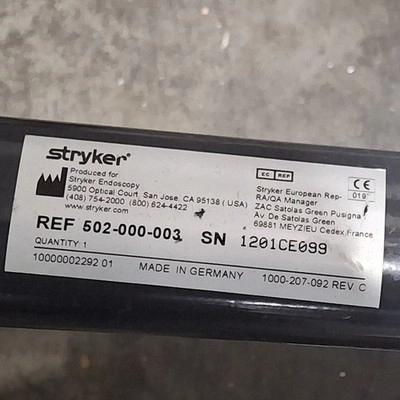 stryker®
Produced for
Stryker Endoscopy
5900 Optical Court, San Jose, CA 95138 ( USA)
(408) 754-2000 (800) 624-4422
www.stryker.com
EC REP
Stryker European Rep-
RA/QA Manager
ZAC Satolas Green Pusigna
Av. De Satolas Green
69881 MEYZIEU Cedex France
CE
REF 502-000-003 SN 1201CE099
QUANTITY: 1
10000002292 01 MADE IN GERMANY 1000-207-092 REV C